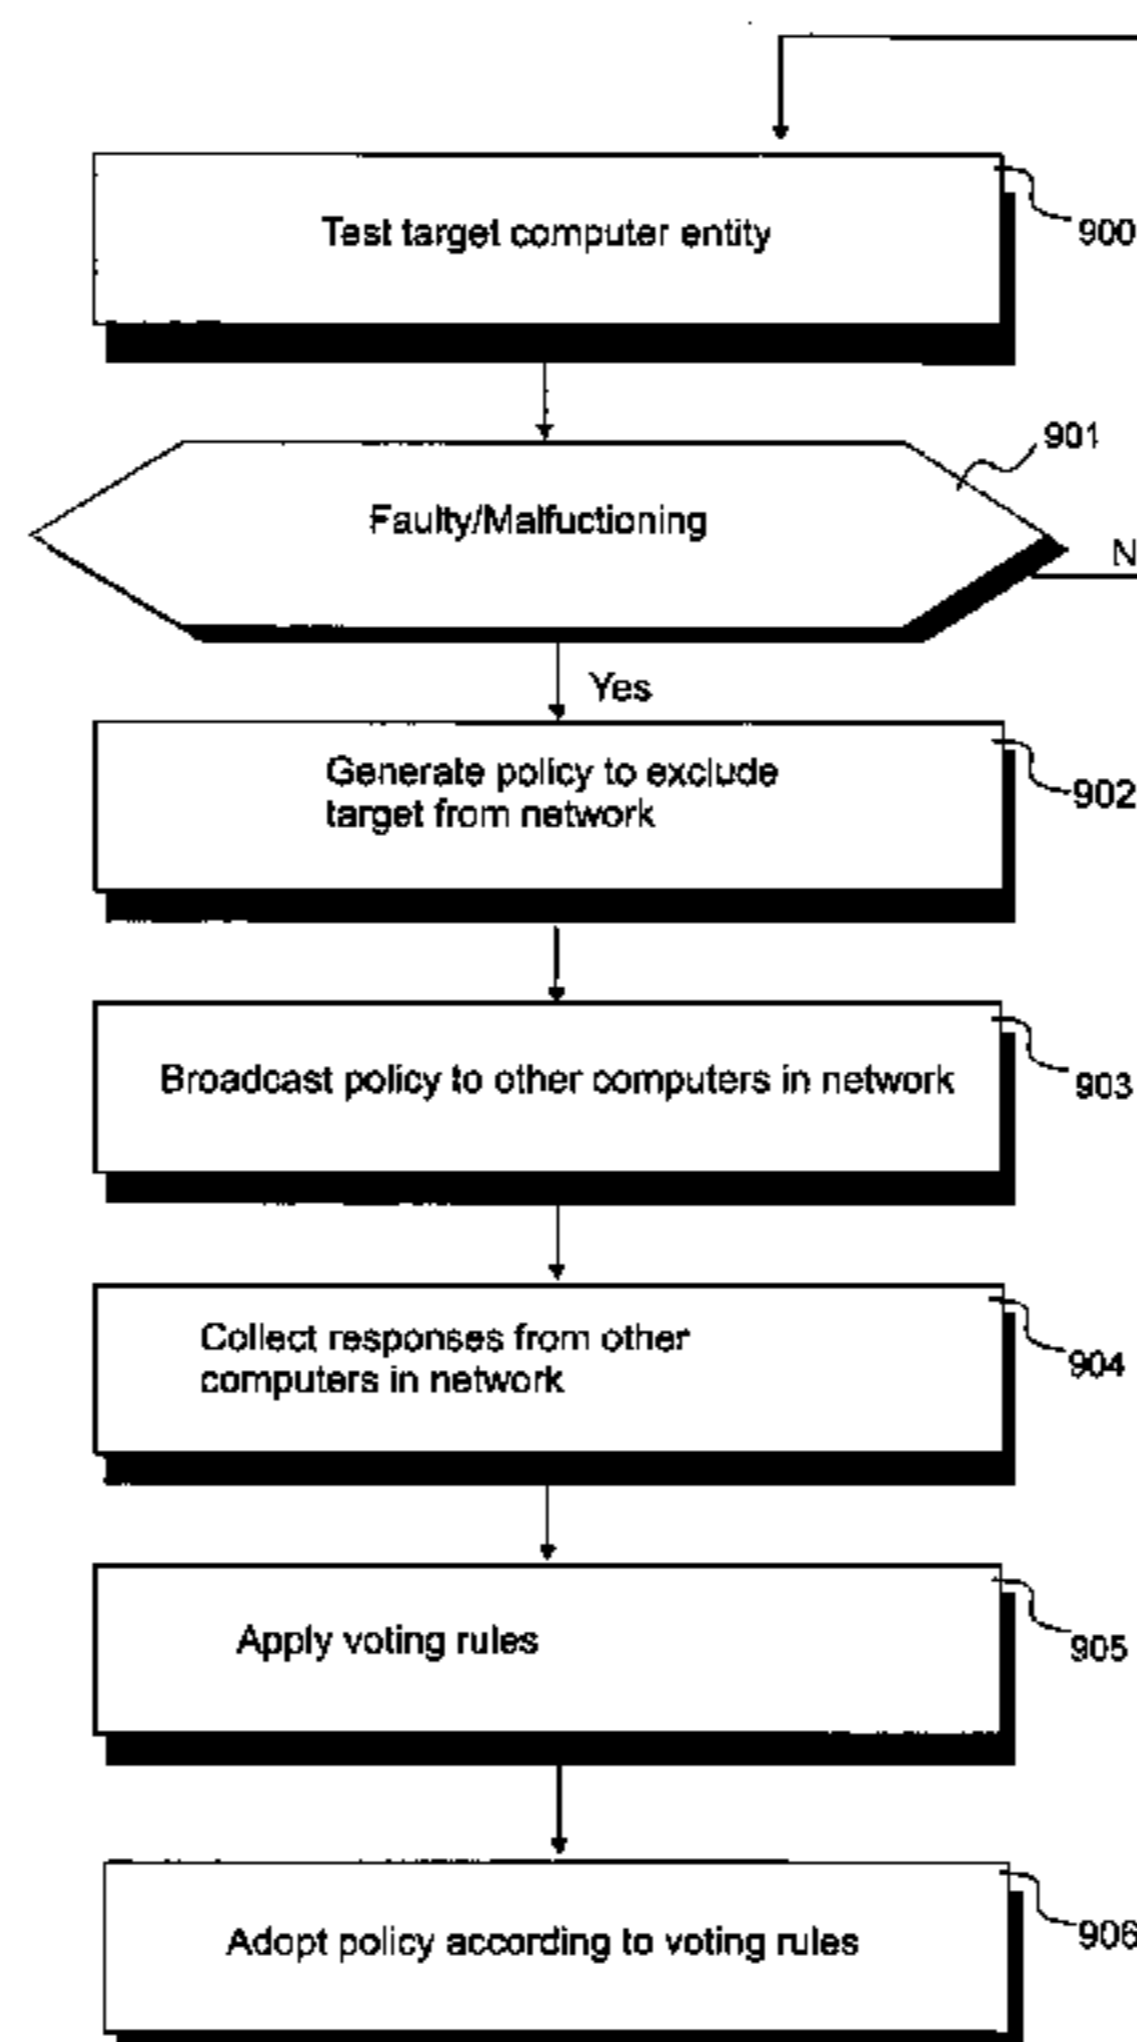 Test target computer entity
900
Faulty/Malfuctioning
901
N
Yes
Generate policy to exclude
target from network
902
Broadcast policy to other computers in network
903
Collect responses from other
computers in network
904
Apply voting rules
905
Adopt policy according to voting rules
906